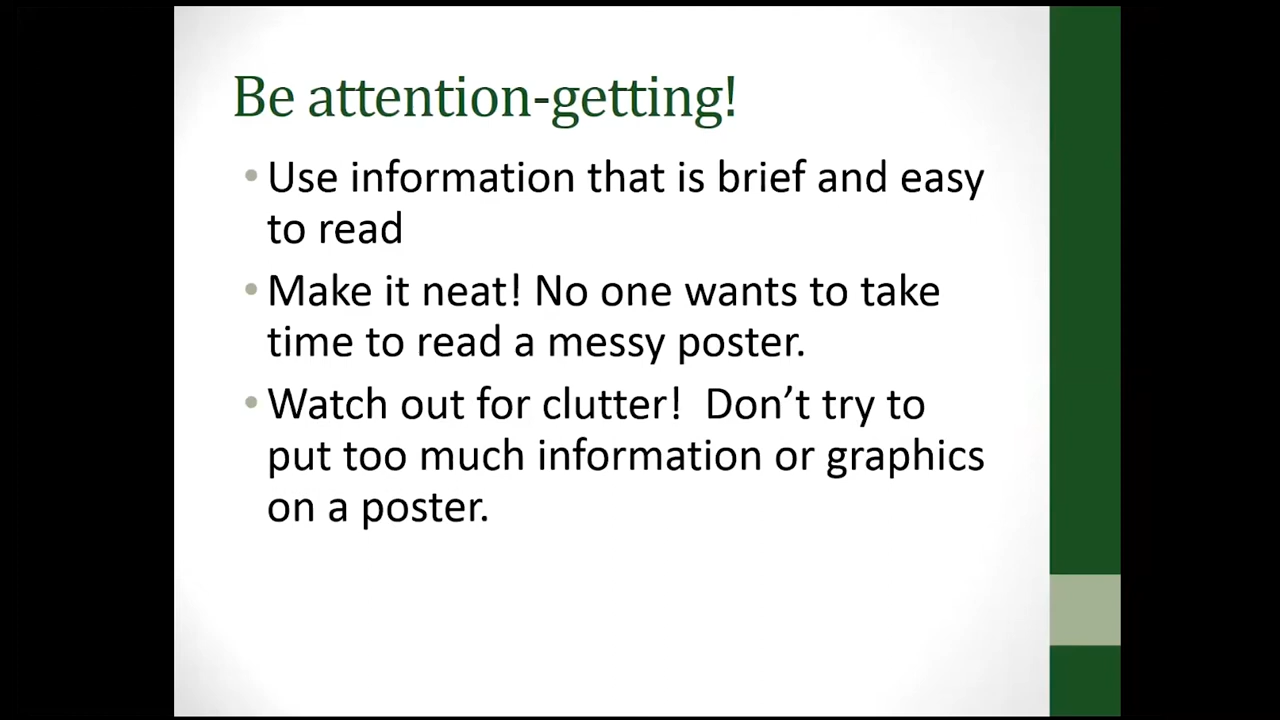 Be attention-getting!
• Use information that is brief and easy
to read
• Make it neat! No one wants to take
time to read a messy poster.
• Watch out for clutter!  Don’t try to
put too much information or graphics
on a poster.